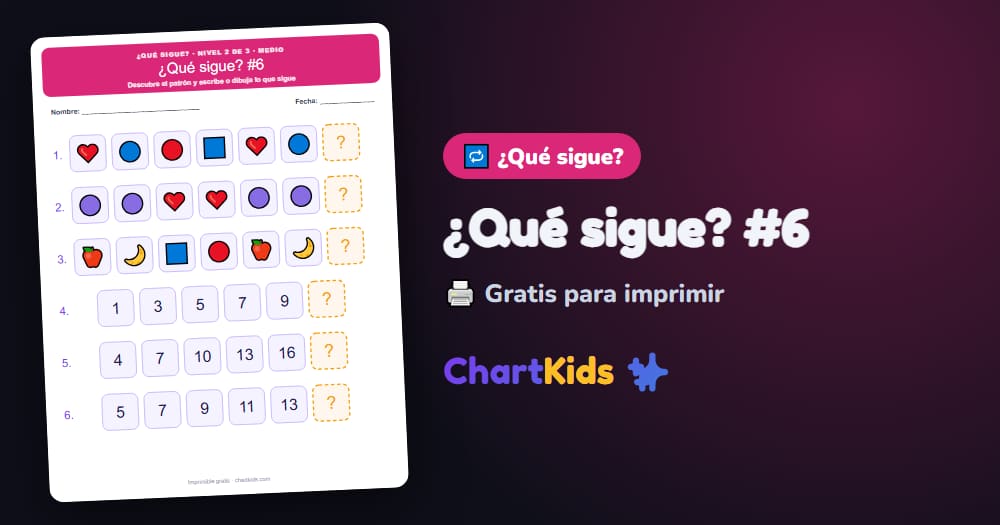 ¿QUÉ SIGUE? · NIVEL 2 DE 3 · MEDIO
¿Qué sigue? #6
Descubre el patrón y escribe o dibuja lo que sigue
Nombre: Fecha:
1. ?
2. ?
3. ?
4. 1 3 5 7 9 ?
5. 4 7 10 13 16 ?
6. 5 7 9 11 13 ?
Imprimible gratis · chartkids.com
¿Qué sigue?
¿Qué sigue? #6
Gratis para imprimir
ChartKids